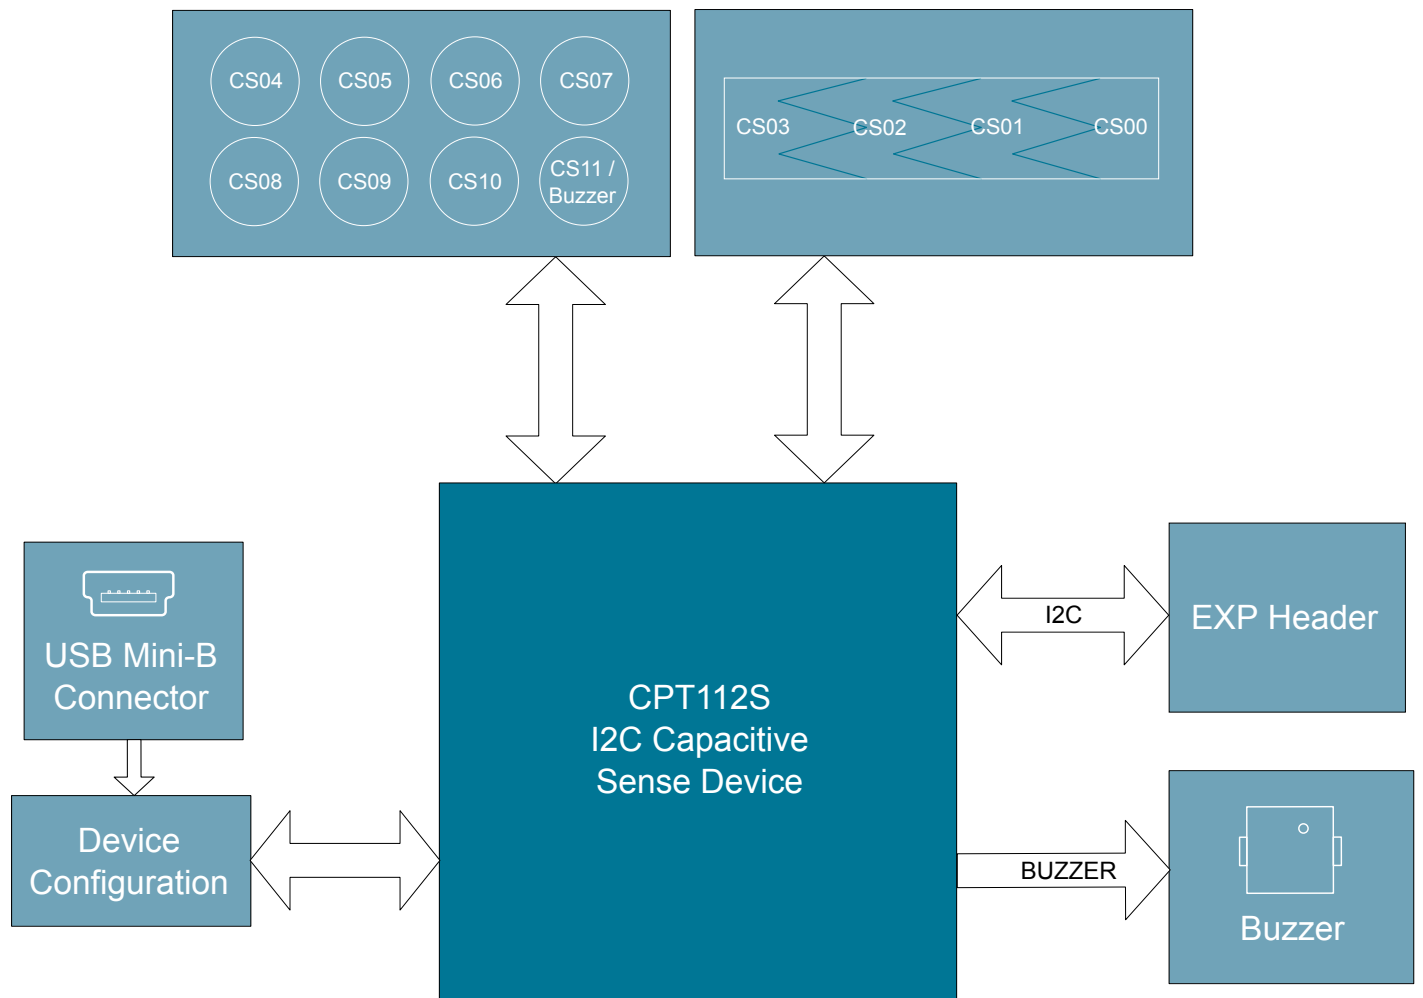 CS04
CS05
CS06
CS07
CS08
CS09
CS10
CS11 /
Buzzer
CS03
CS02
CS01
CS00
USB Mini-B
Connector
Device
Configuration
CPT112S
I2C Capacitive
Sense Device
I2C
EXP Header
BUZZER
Buzzer